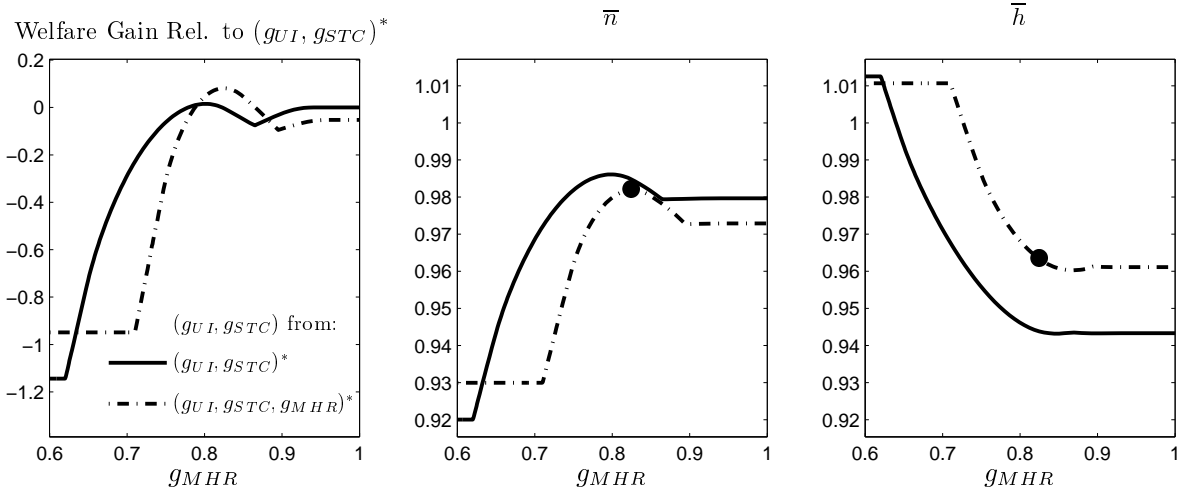 Welfare Gain Rel. to (g_{UI}, g_{STC})^*
0.2
0
−0.2
−0.4
−0.6
−0.8
−1
−1.2
0.6 0.7 0.8 0.9 1
g_{MHR}
(g_{UI}, g_{STC}) from:
(g_{UI}, g_{STC})^*
(g_{UI}, g_{STC}, g_{MHR})^*
n̅
1.01
1
0.99
0.98
0.97
0.96
0.95
0.94
0.93
0.92
0.6 0.7 0.8 0.9 1
g_{MHR}
h̅
1.01
1
0.99
0.98
0.97
0.96
0.95
0.94
0.93
0.92
0.6 0.7 0.8 0.9 1
g_{MHR}